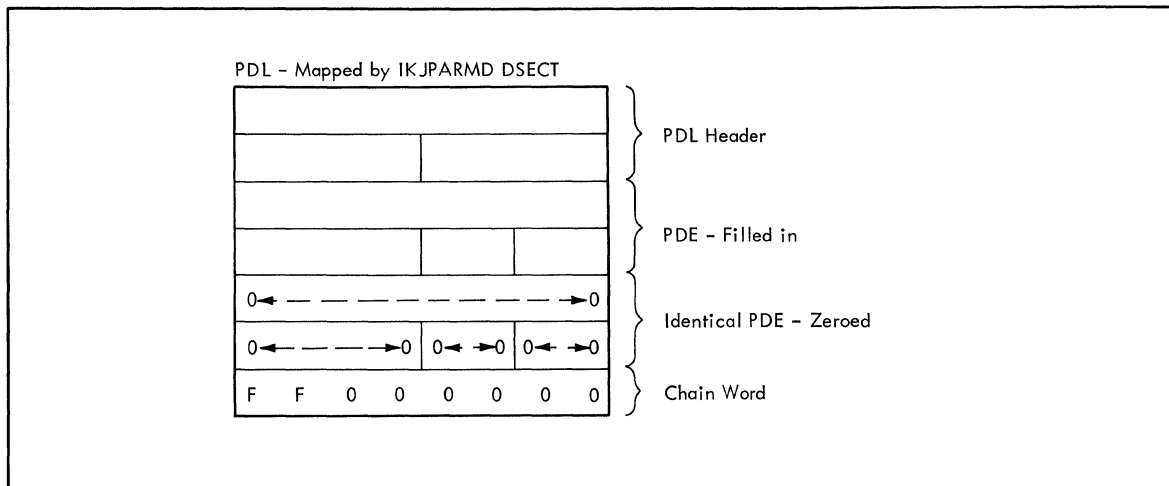 PDL - Mapped by IKJPARMD DSECT
PDL Header
PDE - Filled in
0 0
Identical PDE - Zeroed
0 0 0 0 0 0
F F 0 0 0 0 0 0
Chain Word